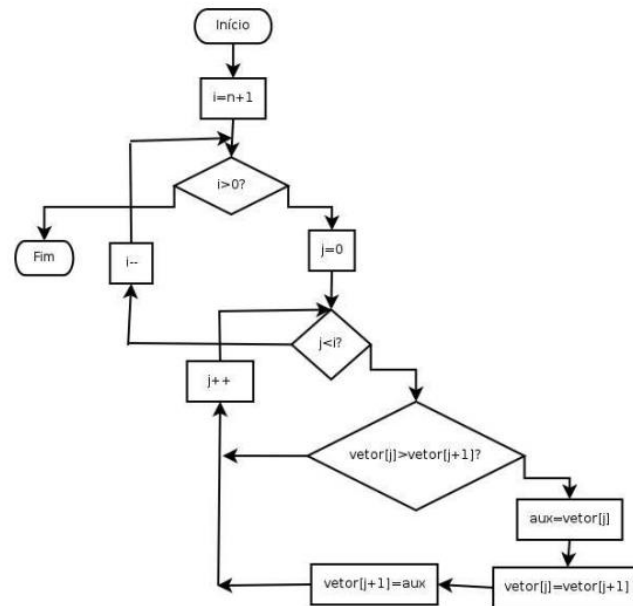 Início
i=n+1
i>0?
Fim
i--
j=0
j<i?
j++
vetor[j]>vetor[j+1]?
aux=vetor[j]
vetor[j]=vetor[j+1]
vetor[j+1]=aux